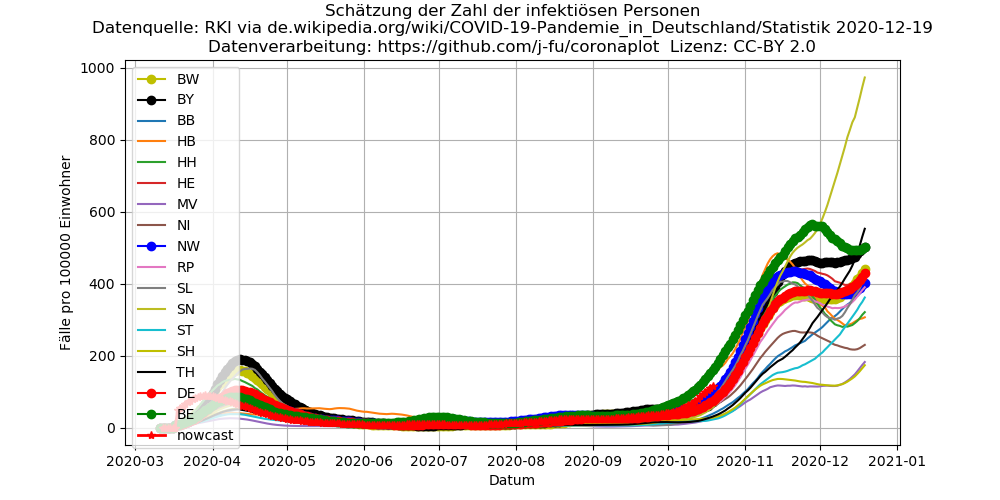 Schätzung der Zahl der infektiösen Personen
Datenquelle: RKI via de.wikipedia.org/wiki/COVID-19-Pandemie_in_Deutschland/Statistik 2020-12-19
Datenverarbeitung: https://github.com/j-fu/coronaplot  Lizenz: CC-BY 2.0
Fälle pro 100000 Einwohner
1000
800
600
400
200
0
BW
BY
BB
HB
HH
HE
MV
NI
NW
RP
SL
SN
ST
SH
TH
DE
BE
nowcast
2020-03 2020-04 2020-05 2020-06 2020-07 2020-08 2020-09 2020-10 2020-11 2020-12 2021-01
Datum